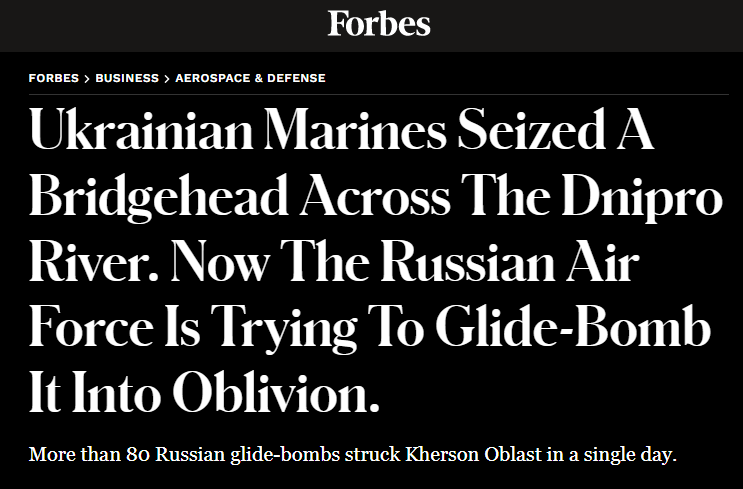 Forbes
FORBES > BUSINESS > AEROSPACE & DEFENSE
Ukrainian Marines Seized A
Bridgehead Across The Dnipro
River. Now The Russian Air
Force Is Trying To Glide-Bomb
It Into Oblivion.
More than 80 Russian glide-bombs struck Kherson Oblast in a single day.